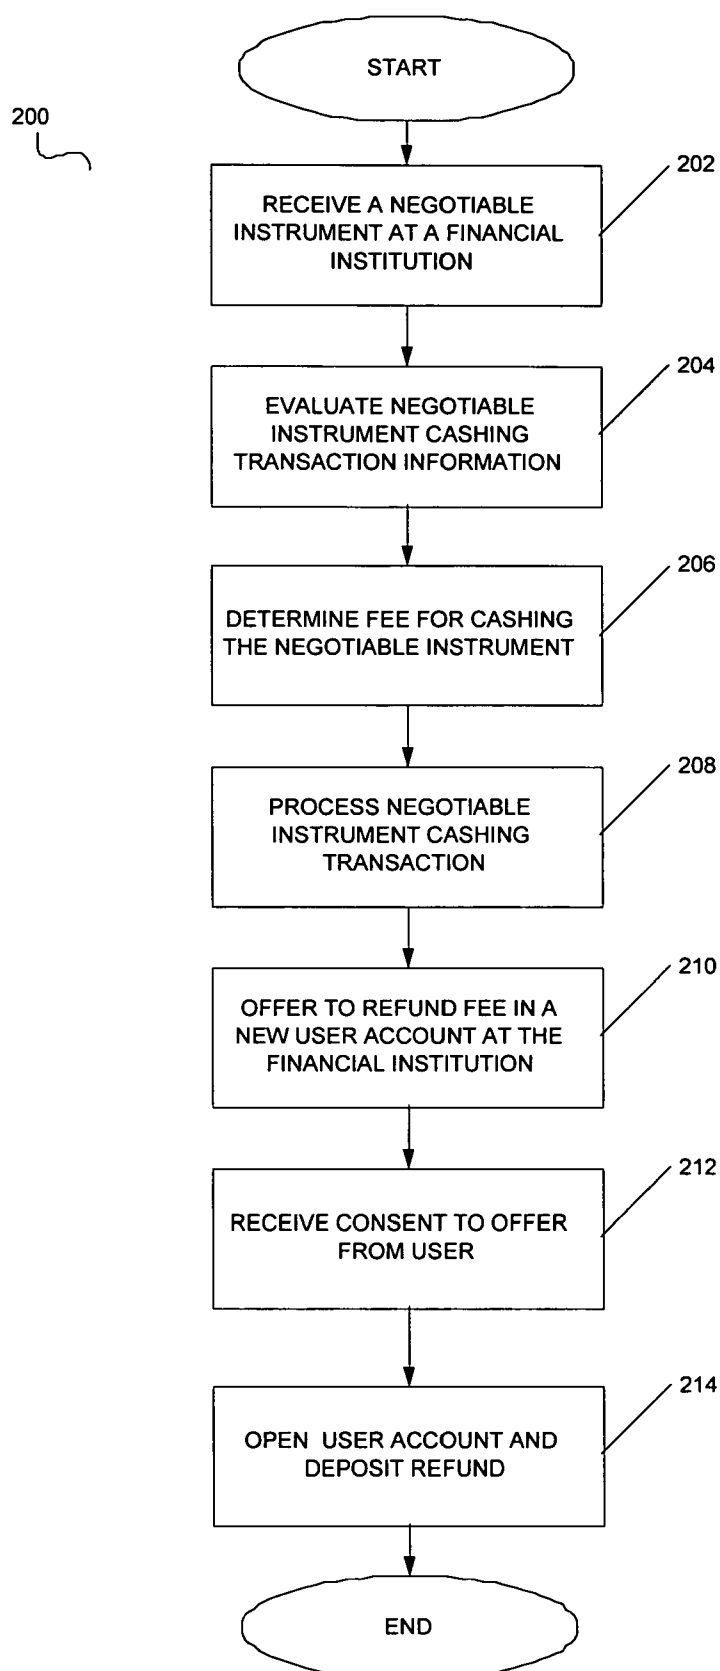 START
200
202
RECEIVE A NEGOTIABLE
INSTRUMENT AT A FINANCIAL
INSTITUTION
204
EVALUATE NEGOTIABLE
INSTRUMENT CASHING
TRANSACTION INFORMATION
206
DETERMINE FEE FOR CASHING
THE NEGOTIABLE INSTRUMENT
208
PROCESS NEGOTIABLE
INSTRUMENT CASHING
TRANSACTION
210
OFFER TO REFUND FEE IN A
NEW USER ACCOUNT AT THE
FINANCIAL INSTITUTION
212
RECEIVE CONSENT TO OFFER
FROM USER
214
OPEN USER ACCOUNT AND
DEPOSIT REFUND
END